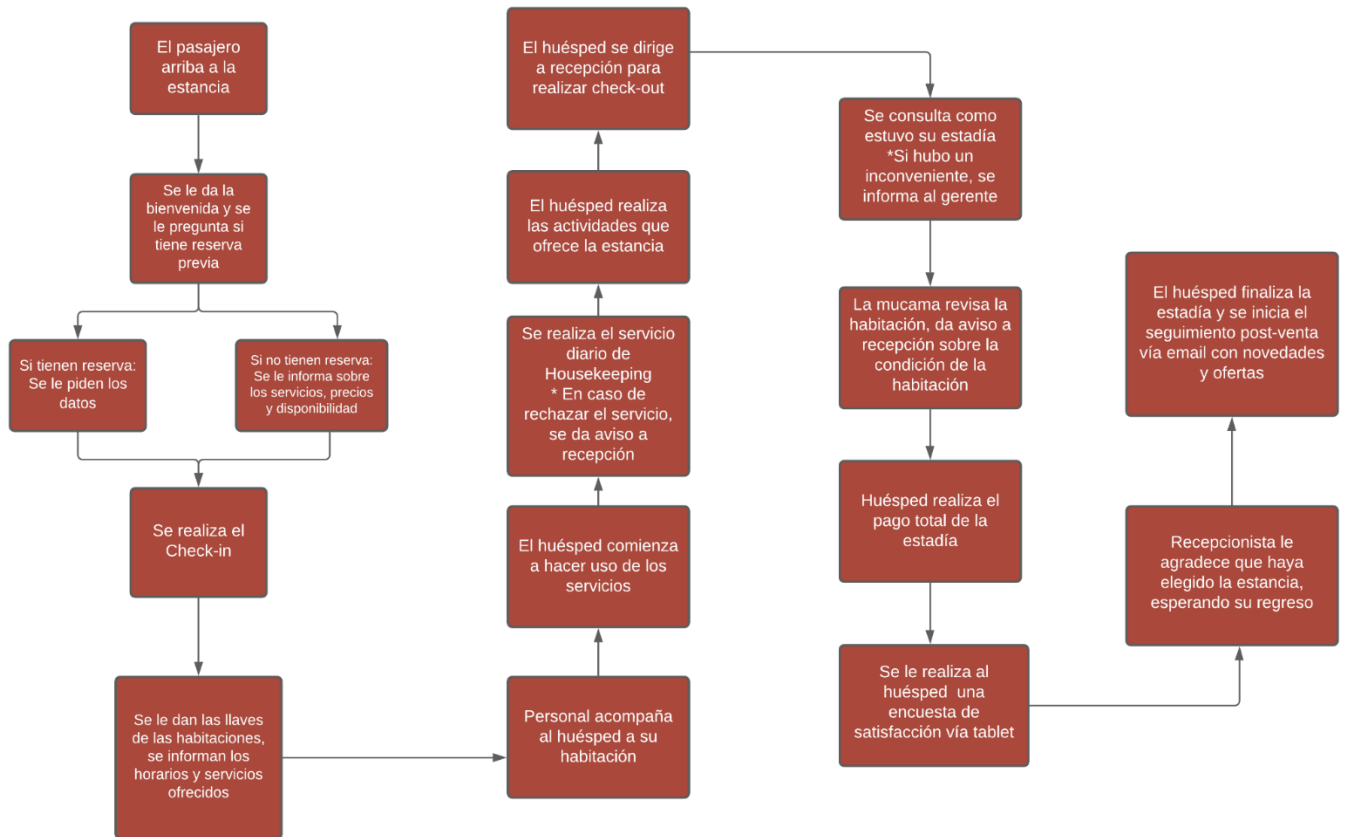 El pasajero
arriba a la
estancia
Se le da la
bienvenida y se
le pregunta si
tiene reserva
previa
Si tienen reserva:
Se le piden los
datos
Si no tienen reserva:
Se le informa sobre
los servicios, precios
y disponibilidad
Se realiza el
Check-in
Se le dan las llaves
de las habitaciones,
se informan los
horarios y servicios
ofrecidos
Personal acompaña
al huésped a su
habitación
El huésped comienza
a hacer uso de los
servicios
Se realiza el servicio
diario de
Housekeeping
* En caso de
rechazar el servicio,
se da aviso a
recepción
El huésped realiza
las actividades que
ofrece la estancia
El huésped se dirige
a recepción para
realizar check-out
Se consulta como
estuvo su estadía
*Si hubo un
inconveniente, se
informa al gerente
La mucama revisa la
habitación, da aviso a
recepción sobre la
condición de la
habitación
Huésped realiza el
pago total de la
estadía
Se le realiza al
huésped una
encuesta de
satisfacción vía tablet
Recepcionista le
agradece que haya
elegido la estancia,
esperando su regreso
El huésped finaliza la
estadía y se inicia el
seguimiento post-venta
vía email con novedades
y ofertas